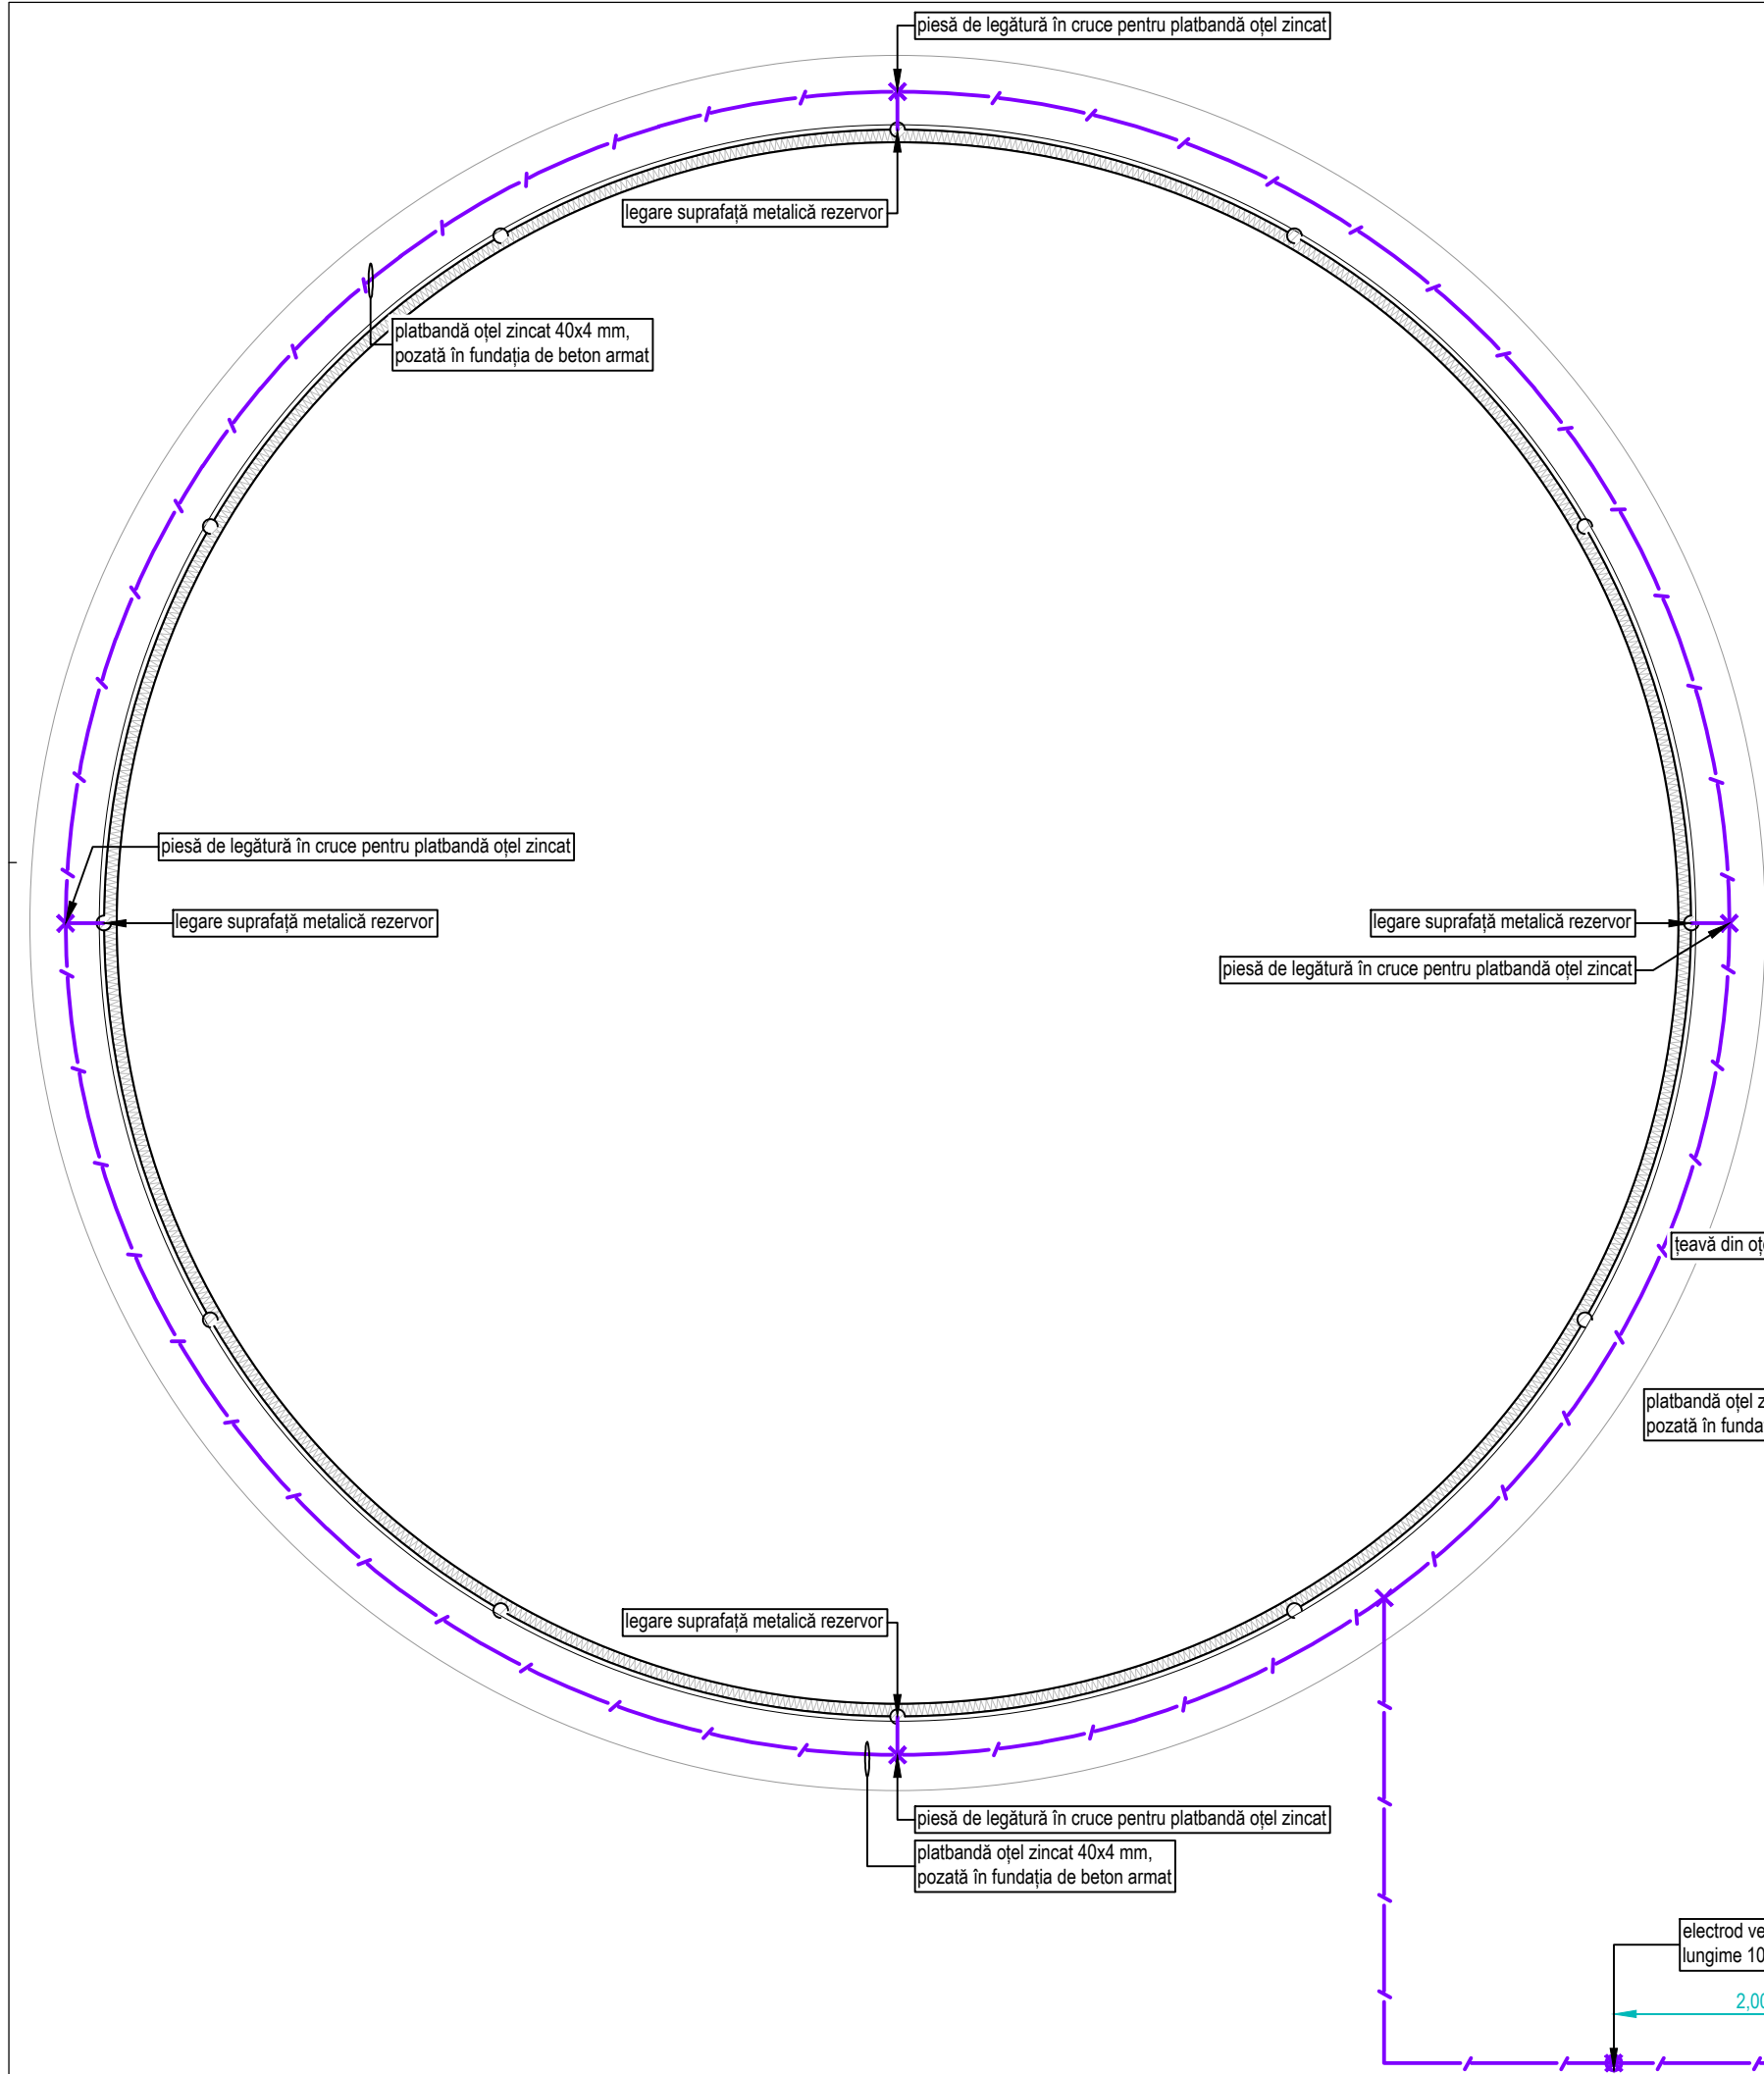 piesă de legătură în cruce pentru platbandă oțel zincat
legare suprafață metalică rezervor
platbandă oțel zincat 40x4 mm,
pozată în fundația de beton armat
piesă de legătură în cruce pentru platbandă oțel zincat
legare suprafață metalică rezervor
legare suprafață metalică rezervor
piesă de legătură în cruce pentru platbandă oțel zincat
țeavă din
platbandă oțel
pozată în
legare suprafață metalică rezervor
piesă de legătură în cruce pentru platbandă oțel zincat
platbandă oțel zincat 40x4 mm,
pozată în fundația de beton armat
electrod
lungime 10
2,00